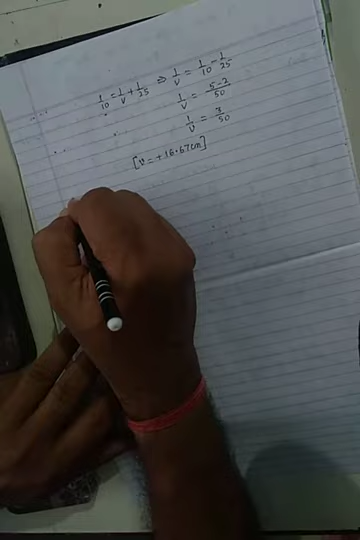 1/10 = 1/v + 1/25 ⇒ 1/v = 1/10 - 1/25
1/v = 5-2/50
1/v = 3/50
[v = +16.67cm]